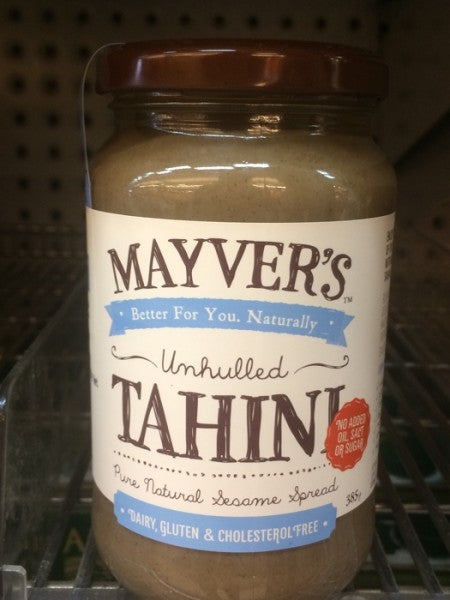 MAYVER'S™
Better For You. Naturally
Unhulled
TAHINI
NO ADDED
OIL, SALT
OR SUGAR
Pure Natural Sesame Spread
385g
DAIRY, GLUTEN & CHOLESTEROL FREE